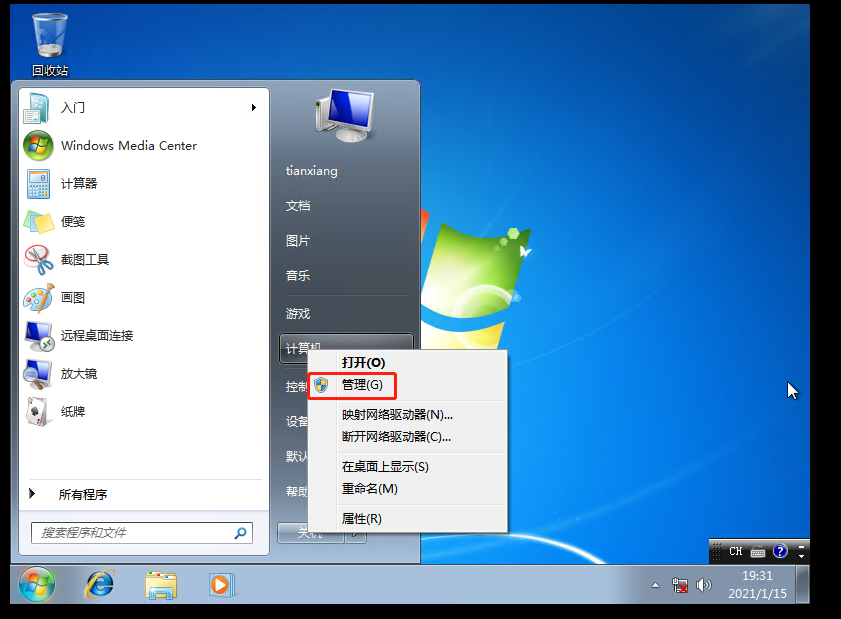 回收站
入门
Windows Media Center
计算器
便笺
截图工具
画图
远程桌面连接
放大镜
纸牌
所有程序
搜索程序和文件
tianxiang
文档
图片
音乐
游戏
计算机
控制
设备
默认
帮助
关机
打开(O)
管理(G)
映射网络驱动器(N)...
断开网络驱动器(C)...
在桌面上显示(S)
重命名(M)
属性(R)
CH
19:31
2021/1/15